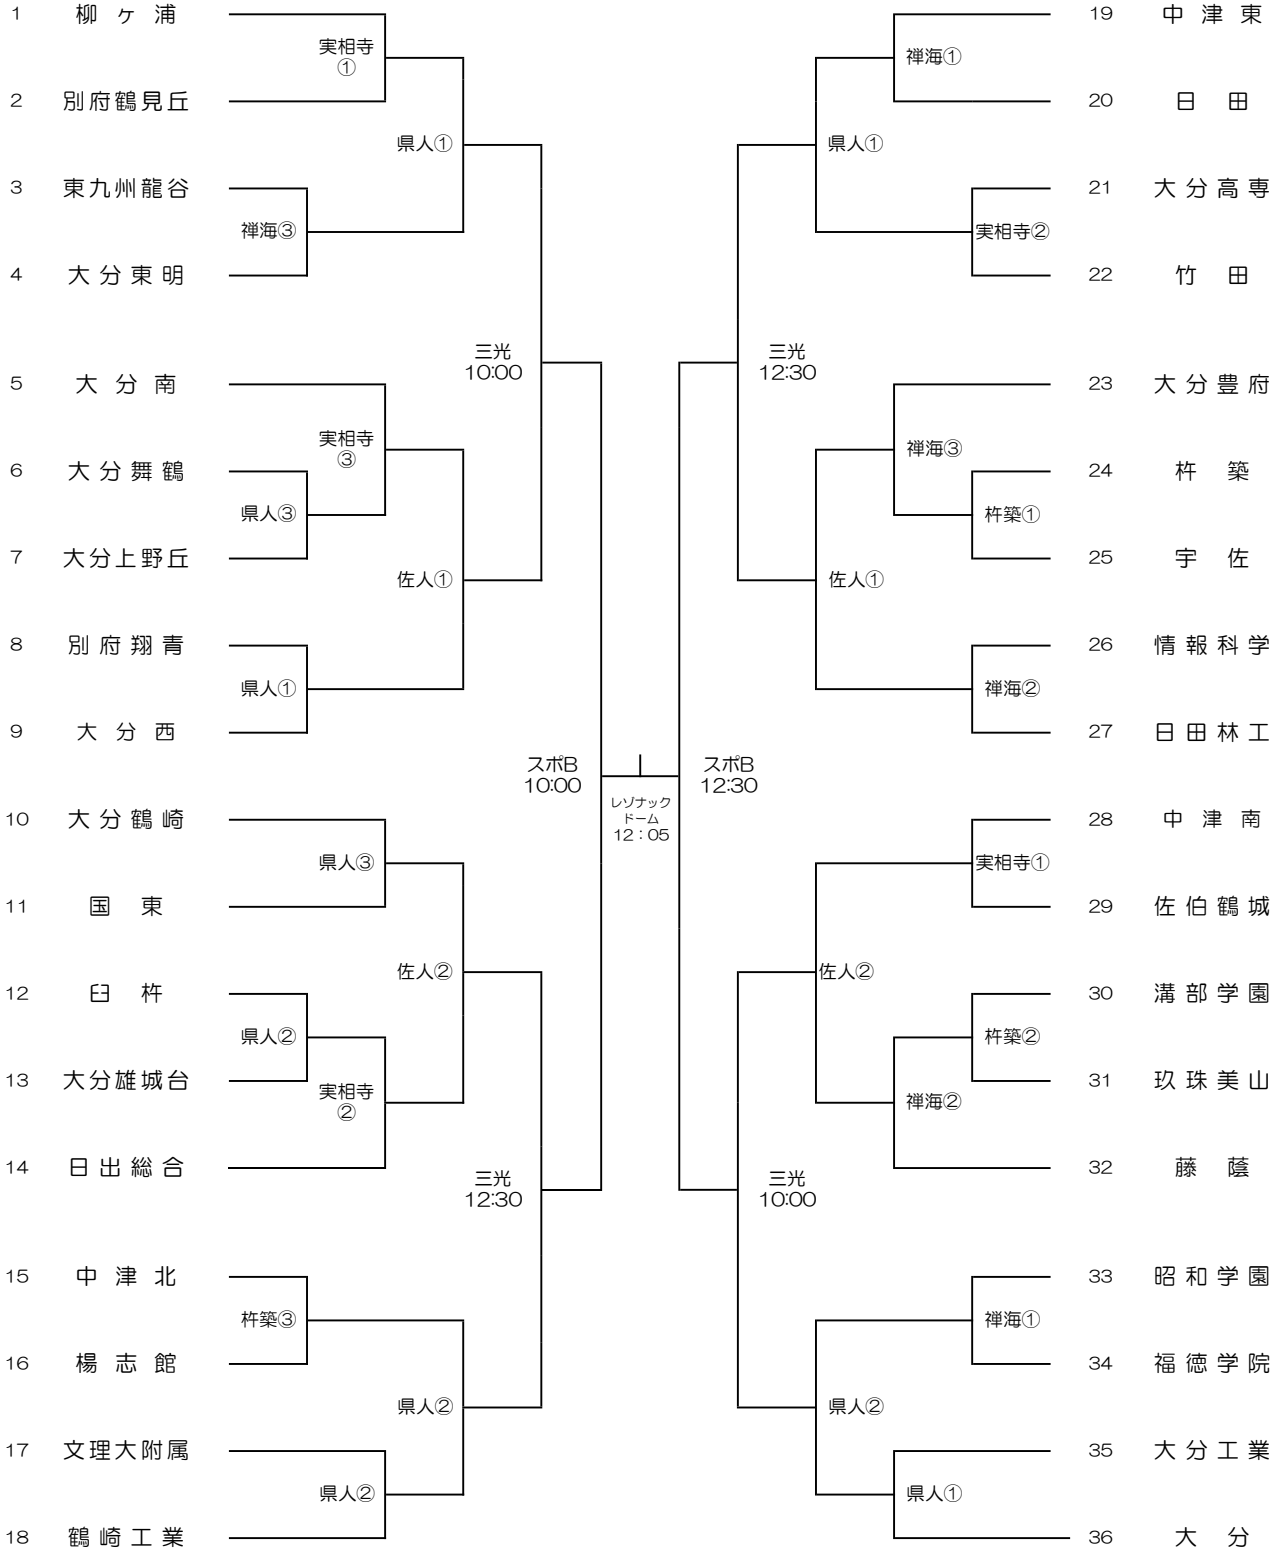 1 柳ヶ浦
実相寺
①
2 別府鶴見丘
県人①
3 東九州龍谷
禅海③
4 大分東明
三光
10:00
5 大分南
実相寺
③
6 大分舞鶴
県人③
7 大分上野丘
佐人①
8 別府翔青
県人①
9 大分西
スポB
10:00
10 大分鶴崎
県人③
11 国東
佐人②
12 臼杵
県人②
13 大分雄城台
実相寺
②
14 日出総合
三光
12:30
15 中津北
杵築③
16 楊志館
県人②
17 文理大附属
県人②
18 鶴崎工業
レゾナック
ドーム
12：05
19 中津東
禅海①
20 日田
県人①
21 大分高専
実相寺②
22 竹田
三光
12:30
23 大分豊府
禅海③
24 杵築
杵築①
25 宇佐
佐人①
26 情報科学
禅海②
27 日田林工
スポB
12:30
28 中津南
実相寺①
29 佐伯鶴城
佐人②
30 溝部学園
杵築②
31 玖珠美山
禅海②
32 藤蔭
三光
10:00
33 昭和学園
禅海①
34 福徳学院
県人②
35 大分工業
県人①
36 大分